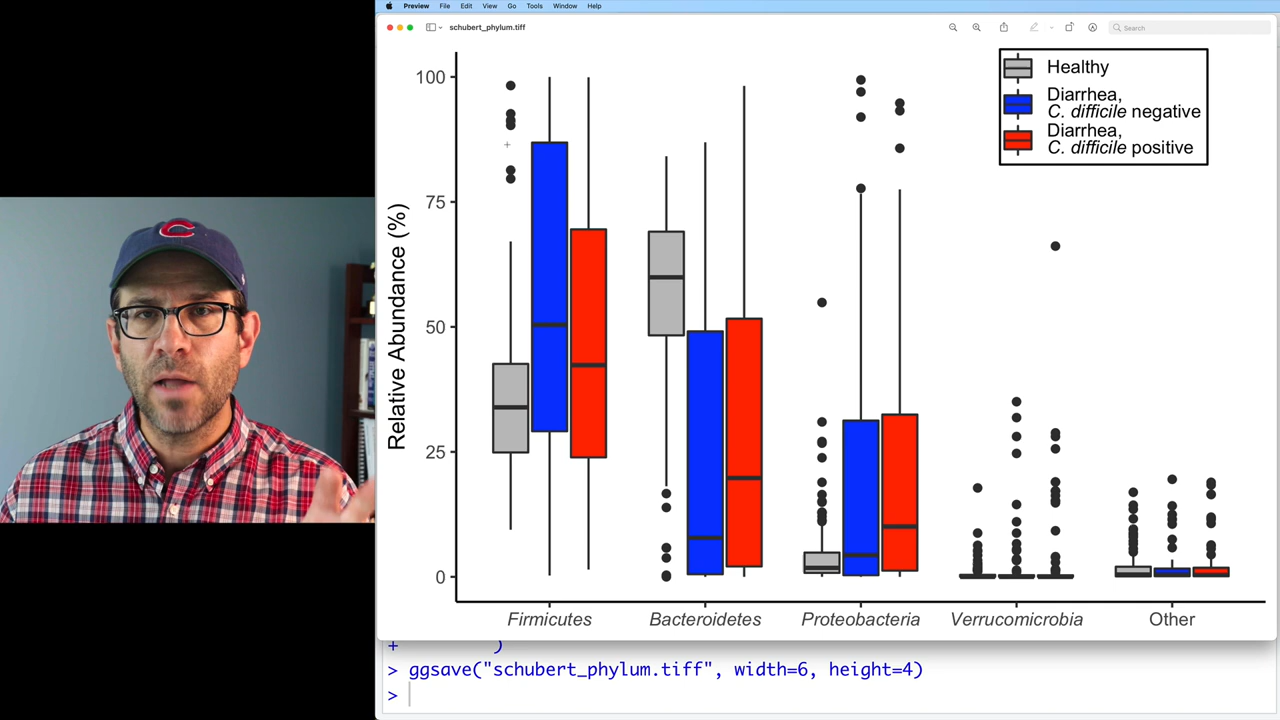 Preview File Edit View Go Tools Window Help
schubert_phylum.tiff
Search
Relative Abundance (%)
100
75
50
25
0
Healthy
Diarrhea,
C. difficile negative
Diarrhea,
C. difficile positive
Firmicutes Bacteroidetes Proteobacteria Verrucomicrobia Other
C
+ )
> ggsave("schubert_phylum.tiff", width=6, height=4)
>